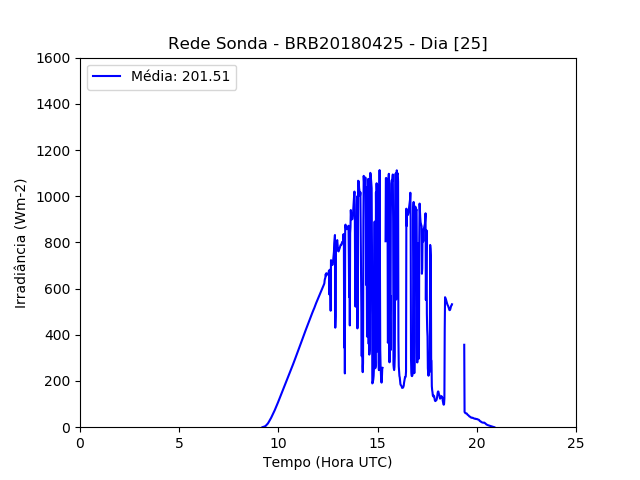 Rede Sonda - BRB20180425 - Dia [25]
Média: 201.51
Irradiância (Wm-2)
1600
1400
1200
1000
800
600
400
200
0
0 5 10 15 20 25
Tempo (Hora UTC)